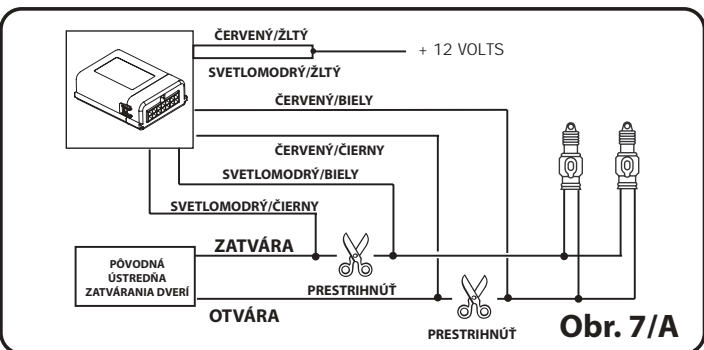 ČERVENÝ/ŽLTÝ
+ 12 VOLTS
SVETLOMODRÝ/ŽLTÝ
ČERVENÝ/BIELY
ČERVENÝ/ČIERNY
SVETLOMODRÝ/BIELY
SVETLOMODRÝ/ČIERNY
ZATVÁRA
PÔVODNÁ
ÚSTREDŇA
ZATVÁRANIA DVERÍ
PRESTRIHNÚŤ
OTVÁRA
PRESTRIHNÚŤ
Obr. 7/A